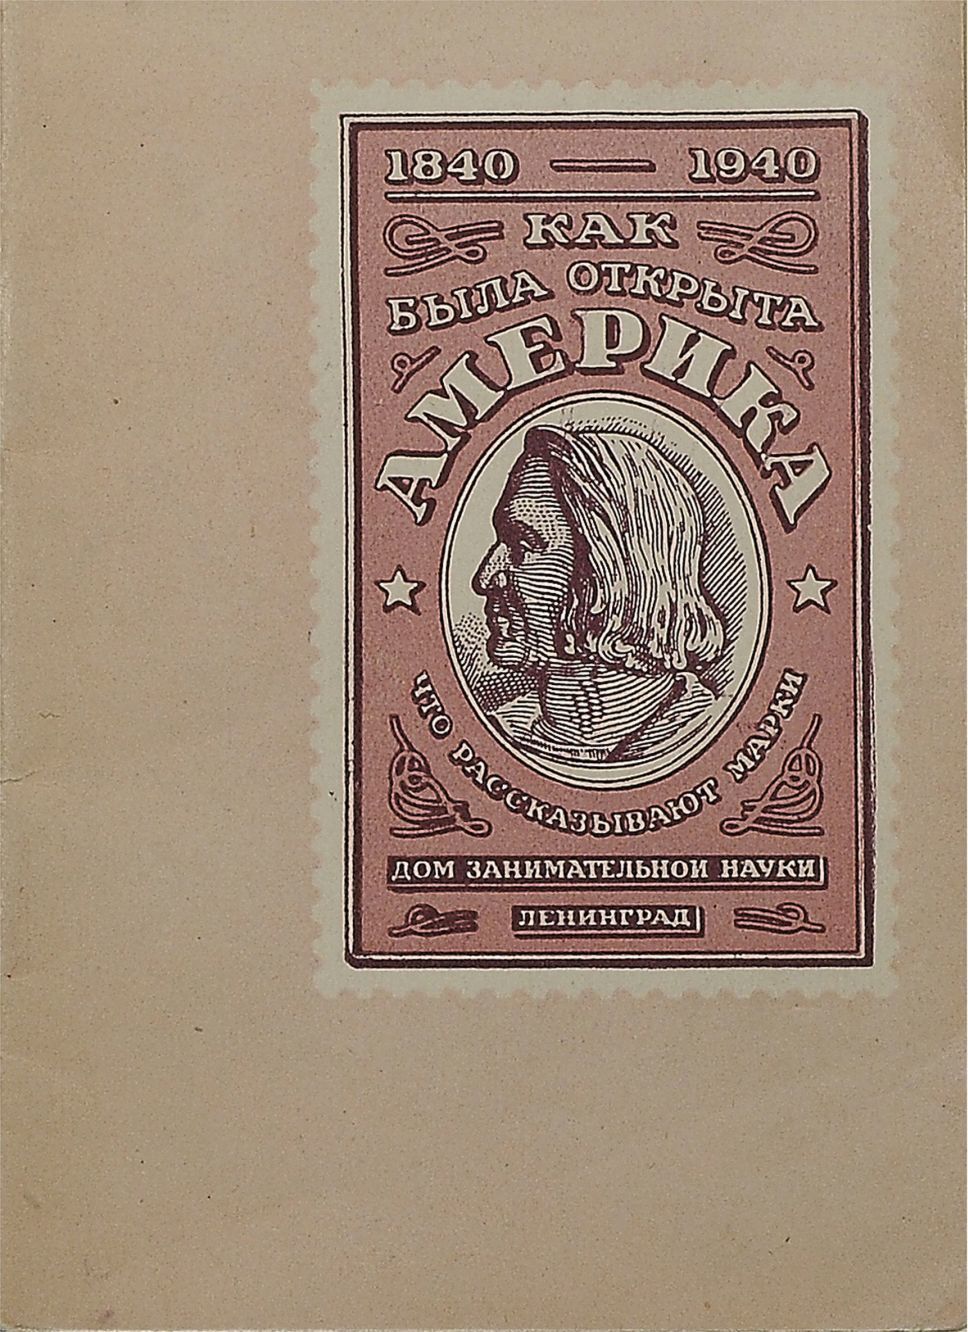 1840 — 1940
КАК
БЫЛА ОТКРЫТА
АМЕРИКА
ЧТО РАССКАЗЫВАЮТ МАРКИ
ДОМ ЗАНИМАТЕЛЬНОЙ НАУКИ
ЛЕНИНГРАД